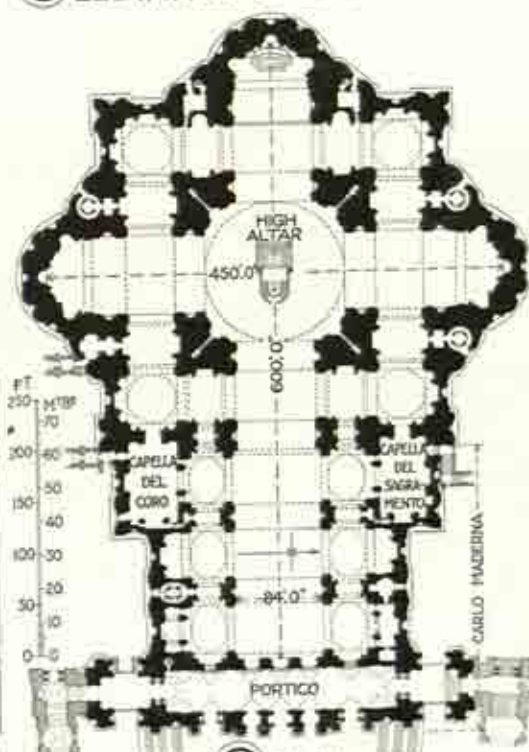 HIGH
ALTAR
450'.0"
600'.0"
FT
MTRS
250
70
200
60
150
50
40
100
30
50
20
10
0
0
CAPELLA
DEL
CORO
CAPELLA
DEL
SAGRA
MENTO
CARLO MADERNA
84'.0"
PORTICO